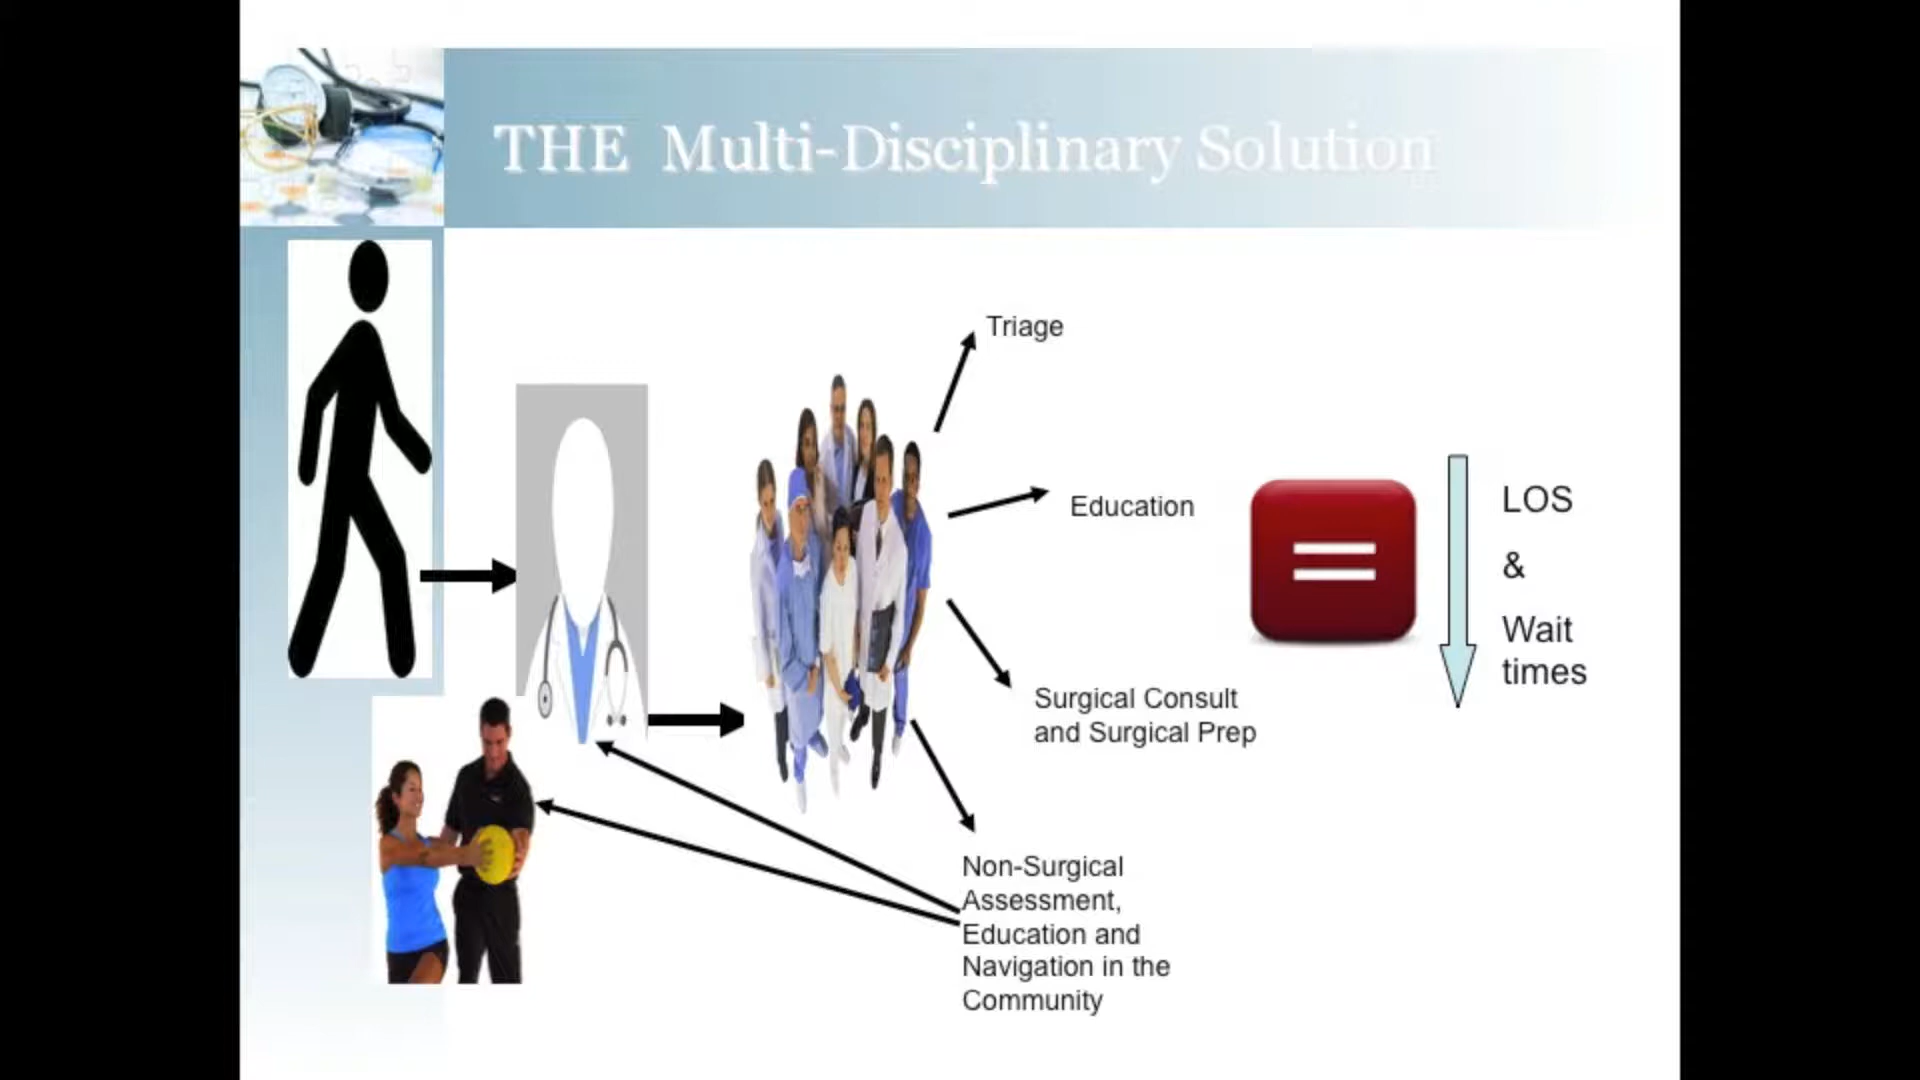 THE Multi-Disciplinary Solution
Triage
Education
Surgical Consult
and Surgical Prep
Non-Surgical
Assessment,
Education and
Navigation in the
Community
LOS
&
Wait
times